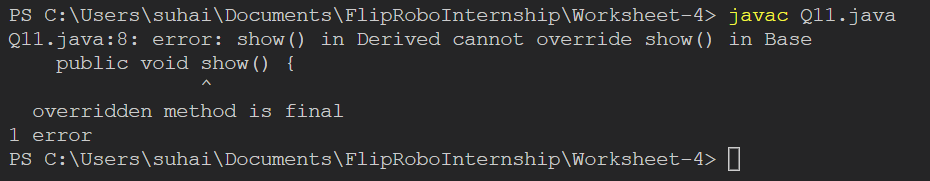 PS C:\Users\suhai\Documents\FlipRoboInternship\Worksheet-4> javac Q11.java
Q11.java:8: error: show() in Derived cannot override show() in Base
    public void show() {
                ^
  overridden method is final
1 error
PS C:\Users\suhai\Documents\FlipRoboInternship\Worksheet-4>